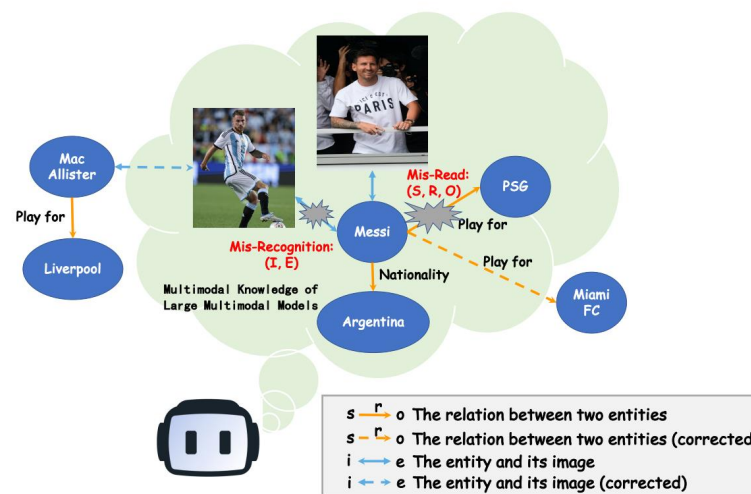 ICI C'EST
PARIS
Mis-Read:
(S, R, O)
Mac
Allister
PSG
Play for
Play for
Messi
Mis-Recognition:
(I, E)
Play for
Liverpool
Nationality
Multimodal Knowledge of
Large Multimodal Models
Miami
FC
Argentina
s r o The relation between two entities
s r o The relation between two entities (corrected)
i e The entity and its image
i e The entity and its image (corrected)